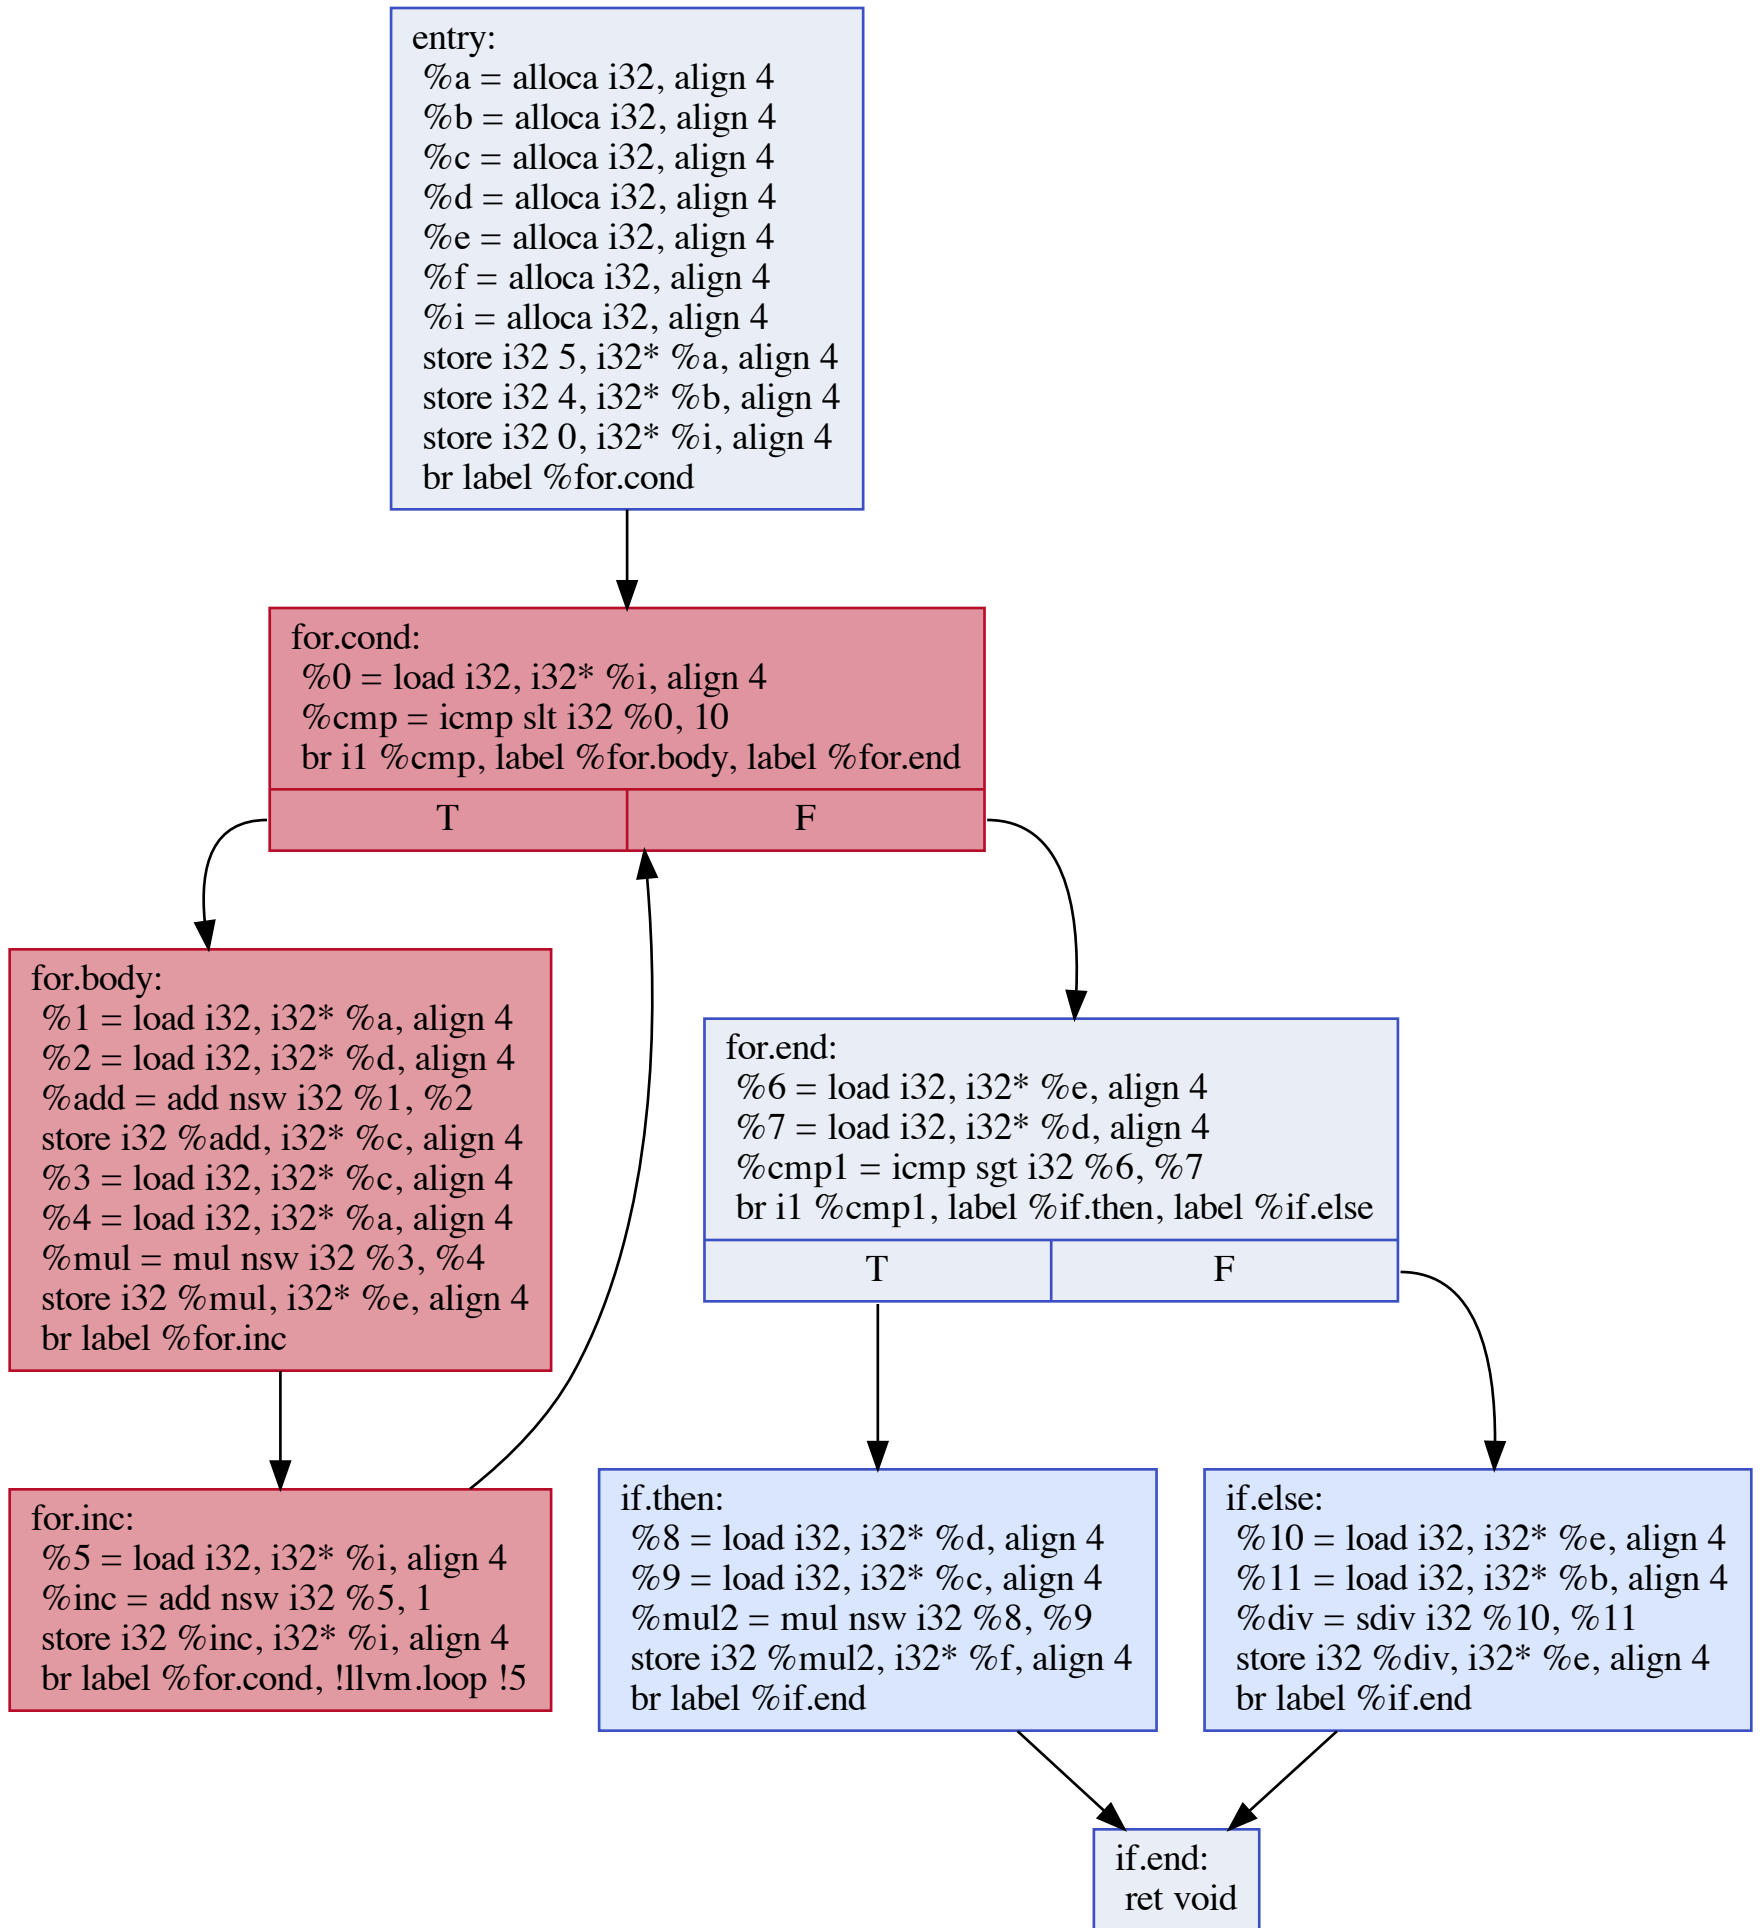 entry:
%a = alloca i32, align 4
%b = alloca i32, align 4
%c = alloca i32, align 4
%d = alloca i32, align 4
%e = alloca i32, align 4
%f = alloca i32, align 4
%i = alloca i32, align 4
store i32 5, i32* %a, align 4
store i32 4, i32* %b, align 4
store i32 0, i32* %i, align 4
br label %for.cond
for.cond:
%0 = load i32, i32* %i, align 4
%cmp = icmp slt i32 %0, 10
br i1 %cmp, label %for.body, label %for.end
T F
for.body:
%1 = load i32, i32* %a, align 4
%2 = load i32, i32* %d, align 4
%add = add nsw i32 %1, %2
store i32 %add, i32* %c, align 4
%3 = load i32, i32* %c, align 4
%4 = load i32, i32* %a, align 4
%mul = mul nsw i32 %3, %4
store i32 %mul, i32* %e, align 4
br label %for.inc
for.end:
%6 = load i32, i32* %e, align 4
%7 = load i32, i32* %d, align 4
%cmp1 = icmp sgt i32 %6, %7
br i1 %cmp1, label %if.then, label %if.else
T F
for.inc:
%5 = load i32, i32* %i, align 4
%inc = add nsw i32 %5, 1
store i32 %inc, i32* %i, align 4
br label %for.cond, !llvm.loop !5
if.then:
%8 = load i32, i32* %d, align 4
%9 = load i32, i32* %c, align 4
%mul2 = mul nsw i32 %8, %9
store i32 %mul2, i32* %f, align 4
br label %if.end
if.else:
%10 = load i32, i32* %e, align 4
%11 = load i32, i32* %b, align 4
%div = sdiv i32 %10, %11
store i32 %div, i32* %e, align 4
br label %if.end
if.end:
ret void